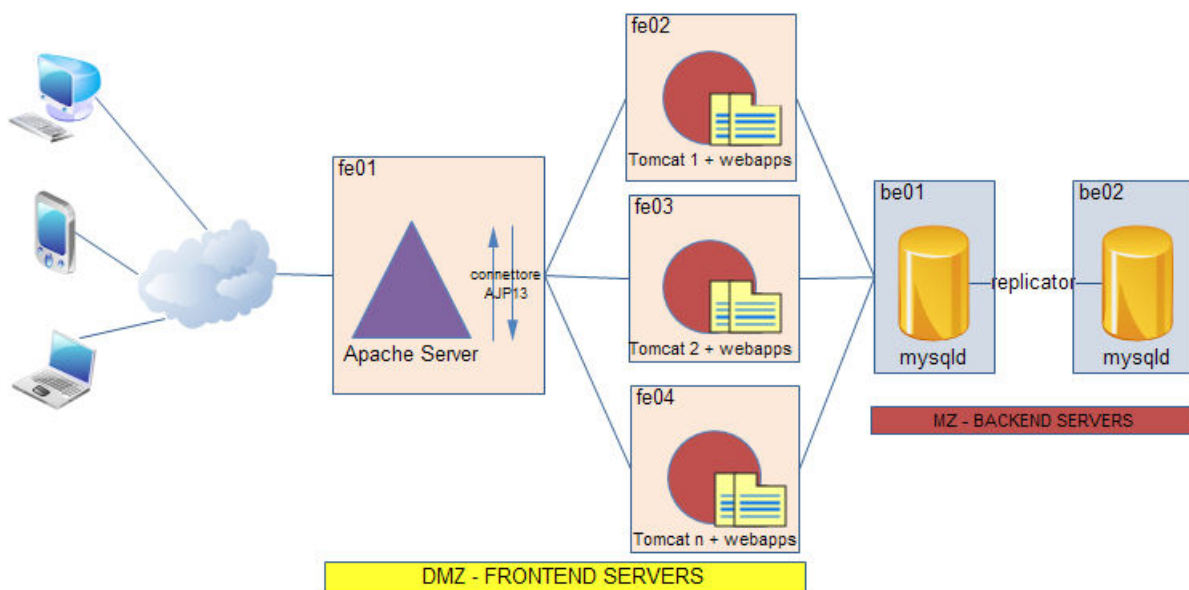 fe01
connettore
AJP13
Apache Server
fe02
Tomcat 1 + webapps
fe03
Tomcat 2 + webapps
fe04
Tomcat n + webapps
DMZ - FRONTEND SERVERS
be01
mysqld
replicator
be02
mysqld
MZ - BACKEND SERVERS